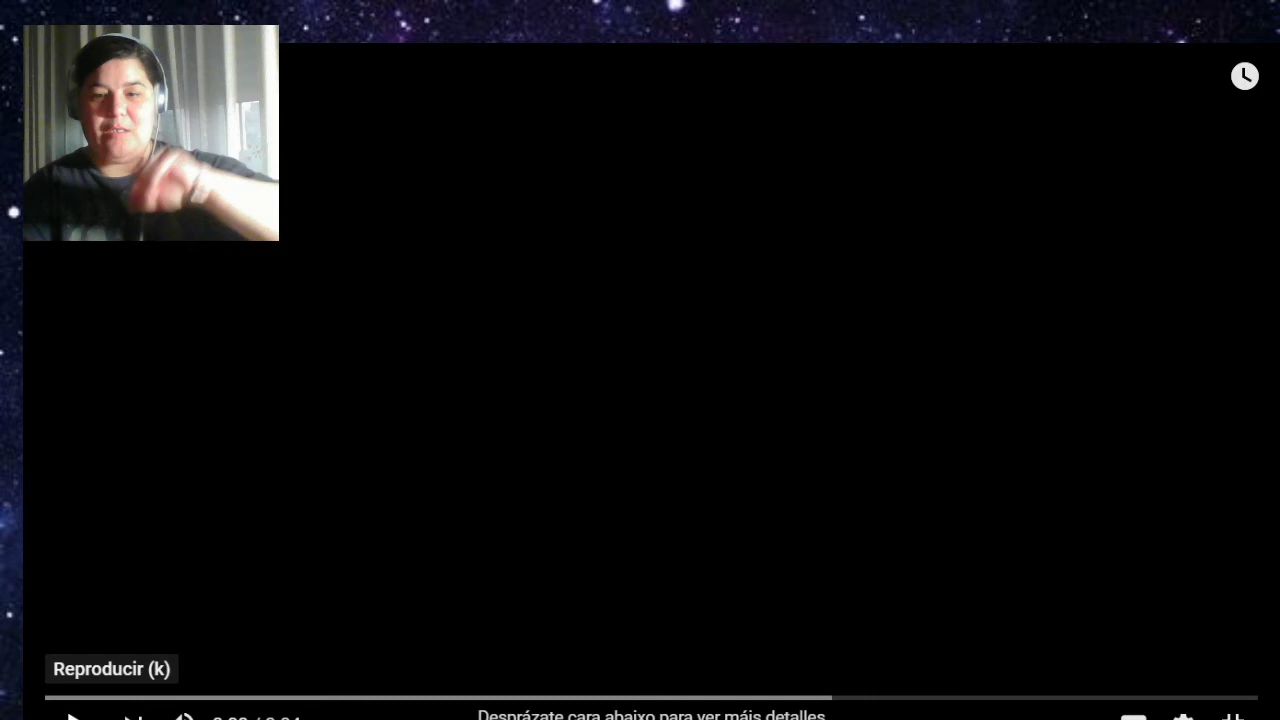 Reproducir (k)
Desprázate cara abaixo para ver máis detalles